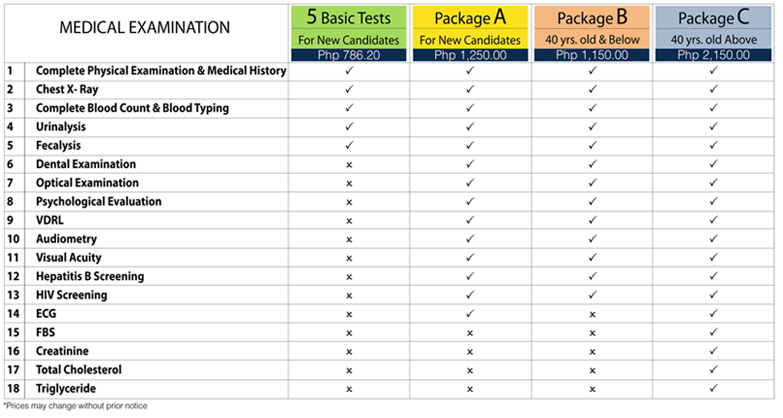 MEDICAL EXAMINATION
5 Basic Tests
For New Candidates
Php 786.20
Package A
For New Candidates
Php 1,250.00
Package B
40 yrs. old & Below
Php 1,150.00
Package C
40 yrs. old Above
Php 2,150.00
1 Complete Physical Examination & Medical History ✓ ✓ ✓ ✓
2 Chest X- Ray ✓ ✓ ✓ ✓
3 Complete Blood Count & Blood Typing ✓ ✓ ✓ ✓
4 Urinalysis ✓ ✓ ✓ ✓
5 Fecalysis ✓ ✓ ✓ ✓
6 Dental Examination x ✓ ✓ ✓
7 Optical Examination x ✓ ✓ ✓
8 Psychological Evaluation x ✓ ✓ ✓
9 VDRL x ✓ ✓ ✓
10 Audiometry x ✓ ✓ ✓
11 Visual Acuity x ✓ ✓ ✓
12 Hepatitis B Screening x ✓ ✓ ✓
13 HIV Screening x ✓ ✓ ✓
14 ECG x ✓ x ✓
15 FBS x x x ✓
16 Creatinine x x x ✓
17 Total Cholesterol x x x ✓
18 Triglyceride x x x ✓
*Prices may change without prior notice